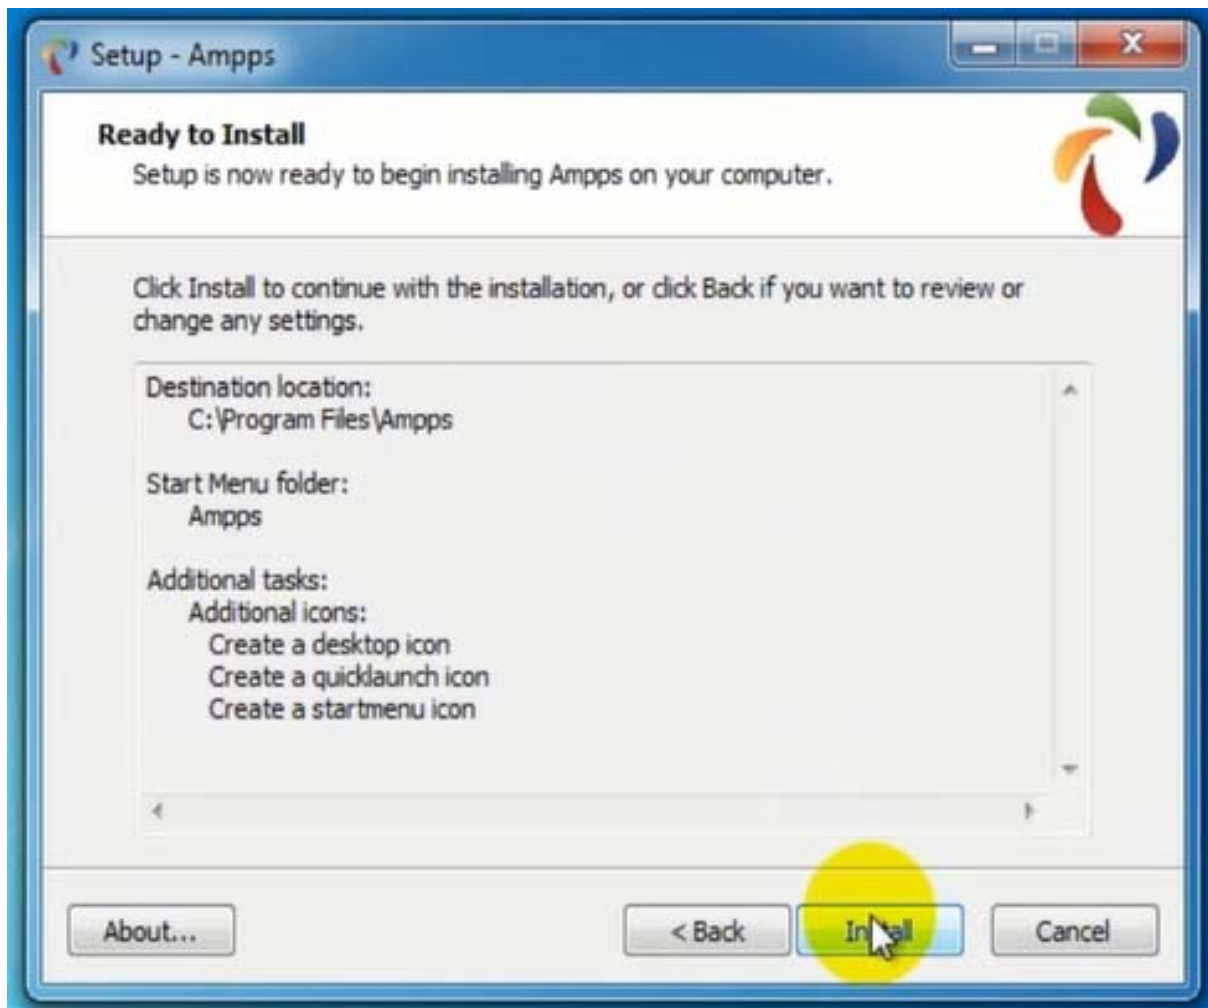 Setup - Ampps
Ready to Install
Setup is now ready to begin installing Ampps on your computer.
Click Install to continue with the installation, or click Back if you want to review or
change any settings.
Destination location:
C:\Program Files\Ampps
Start Menu folder:
Ampps
Additional tasks:
Additional icons:
Create a desktop icon
Create a quicklaunch icon
Create a startmenu icon
About...
< Back
Install
Cancel